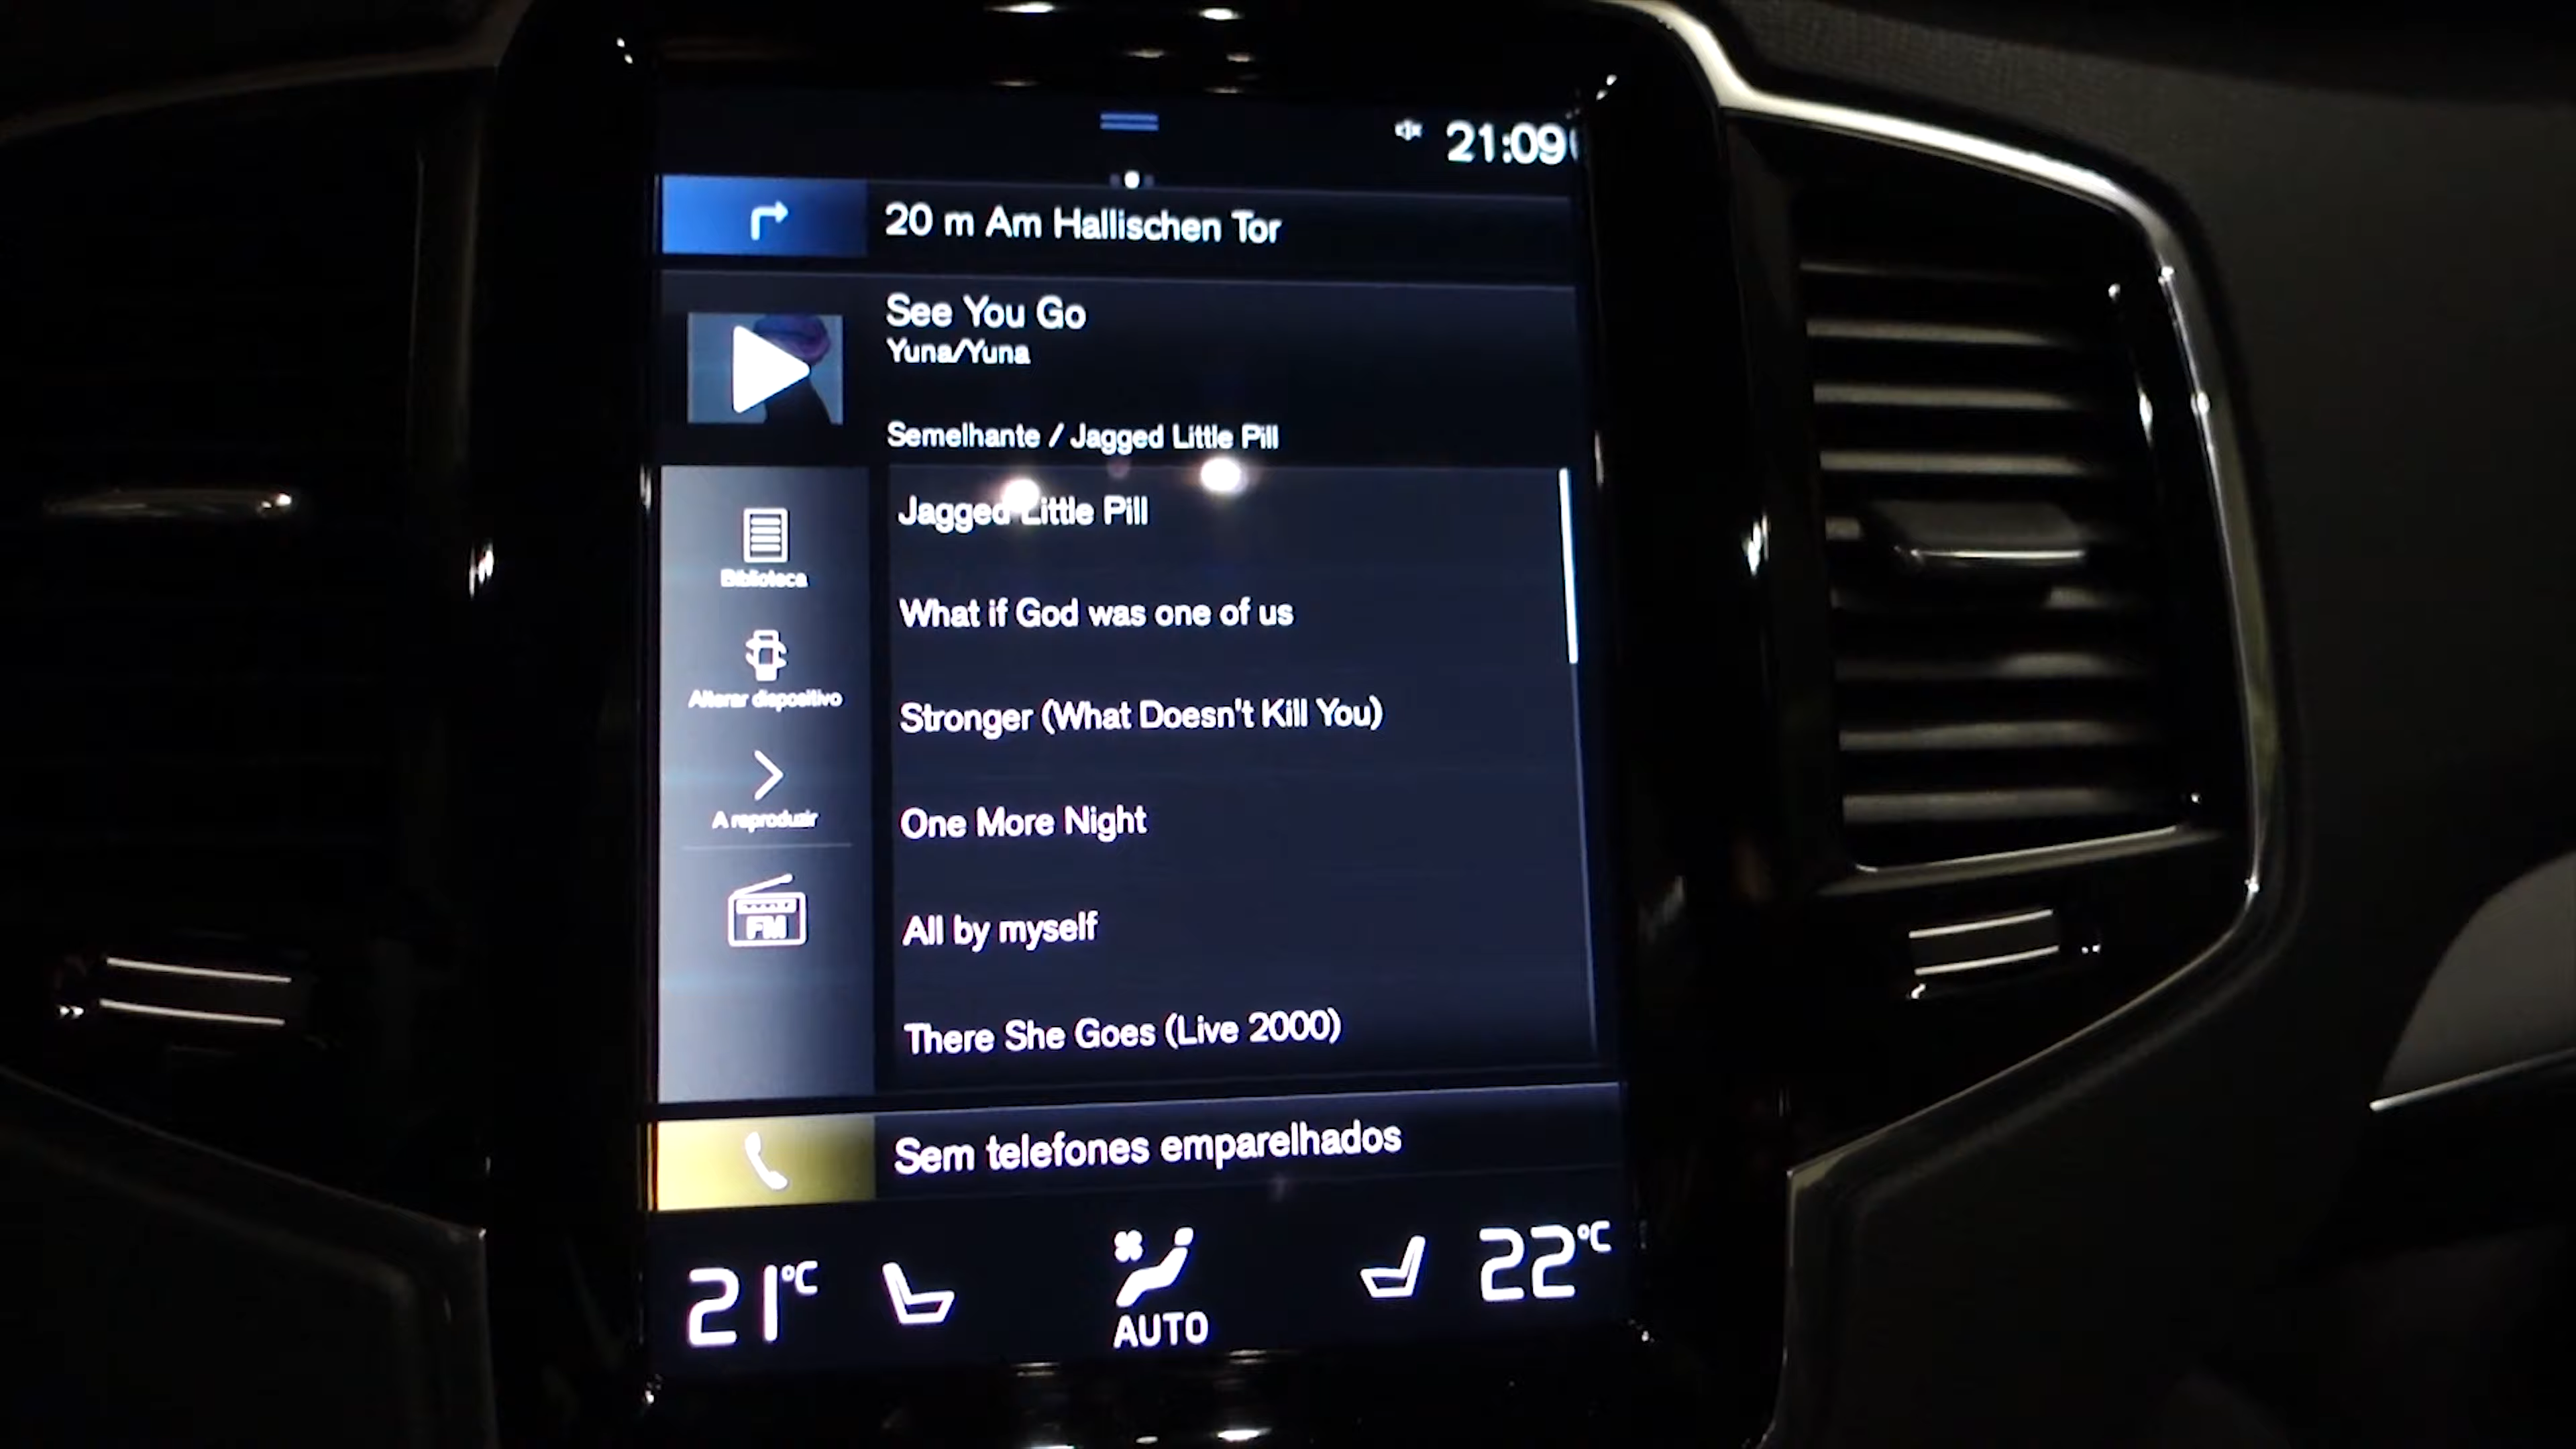 21:09
20 m Am Hallischen Tor
See You Go
Yuna/Yuna
Semelhante / Jagged Little Pill
Jagged Little Pill
Biblioteca
What if God was one of us
Alterar dispositivo
Stronger (What Doesn't Kill You)
A reproduzir
One More Night
FM
All by myself
There She Goes (Live 2000)
Sem telefones emparelhados
21°C
22°C
AUTO